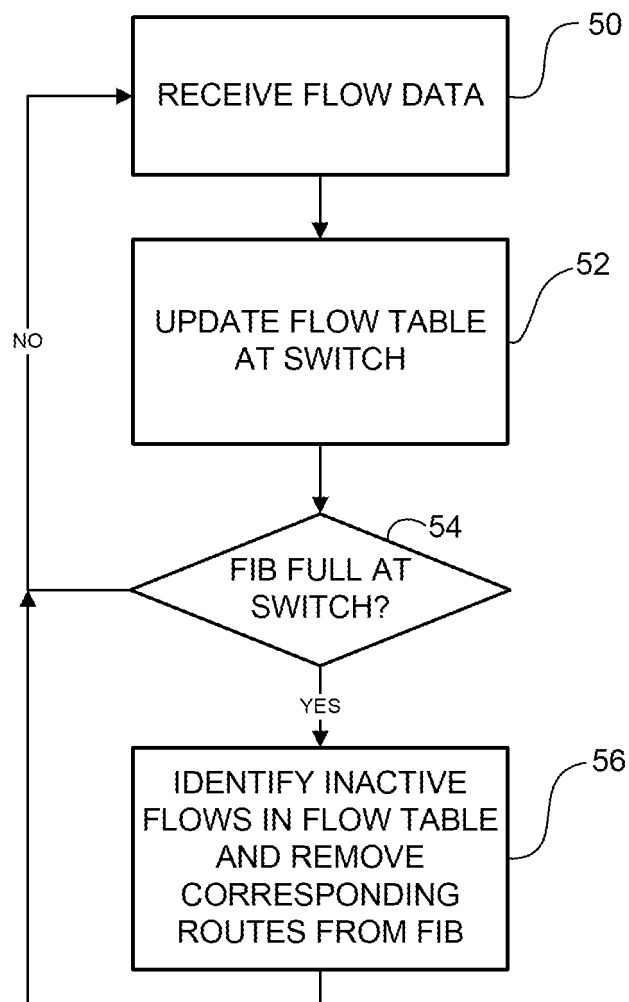 50
RECEIVE FLOW DATA
52
UPDATE FLOW TABLE
AT SWITCH
NO
54
FIB FULL AT
SWITCH?
YES
56
IDENTIFY INACTIVE
FLOWS IN FLOW TABLE
AND REMOVE
CORRESPONDING
ROUTES FROM FIB